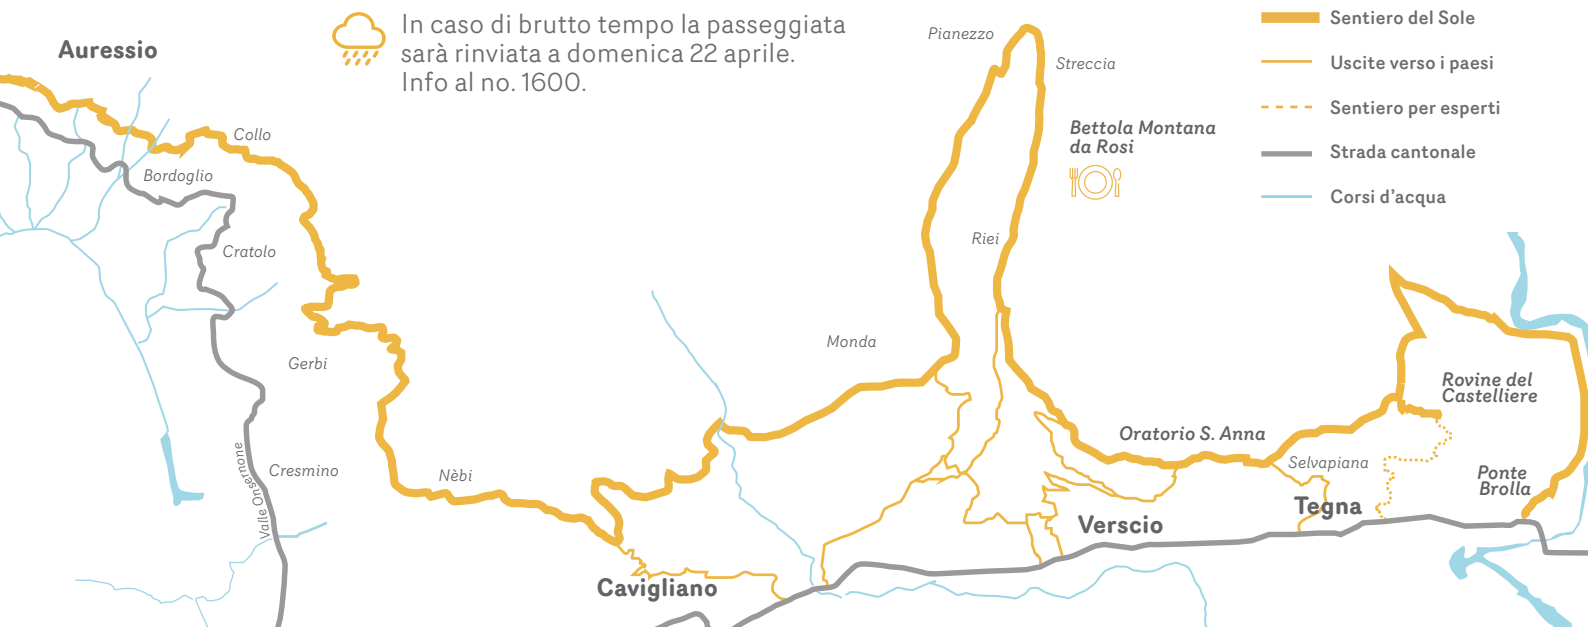 In caso di brutto tempo la passeggiata
sarà rinviata a domenica 22 aprile.
Info al no. 1600.
Sentiero del Sole
Uscite verso i paesi
Sentiero per esperti
Strada cantonale
Corsi d'acqua
Auressio
Collo
Bordoglio
Cratolo
Gerbi
Cresmino
Valle Onsernone
Nèbi
Cavigliano
Monda
Pianezzo
Streccia
Bettola Montana
da Rosi
Riei
Oratorio S. Anna
Verscio
Selvapiana
Tegna
Rovine del
Castelliere
Ponte
Brolla